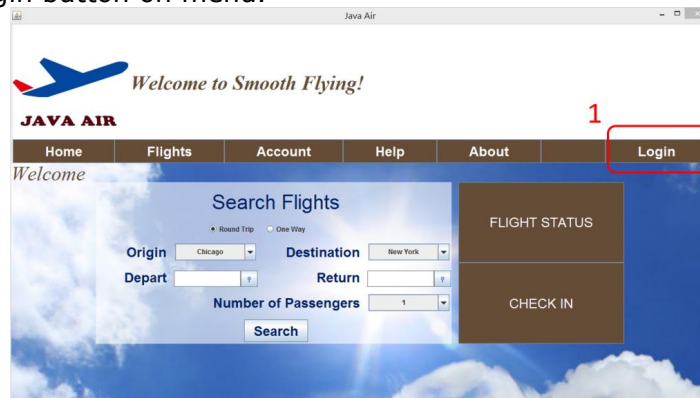 Java Air
Welcome to Smooth Flying!
JAVA AIR
1
Home Flights Account Help About Login
Welcome
Search Flights
Round Trip One Way
Origin Chicago Destination New York
Depart Return
Number of Passengers 1
Search
FLIGHT STATUS
CHECK IN